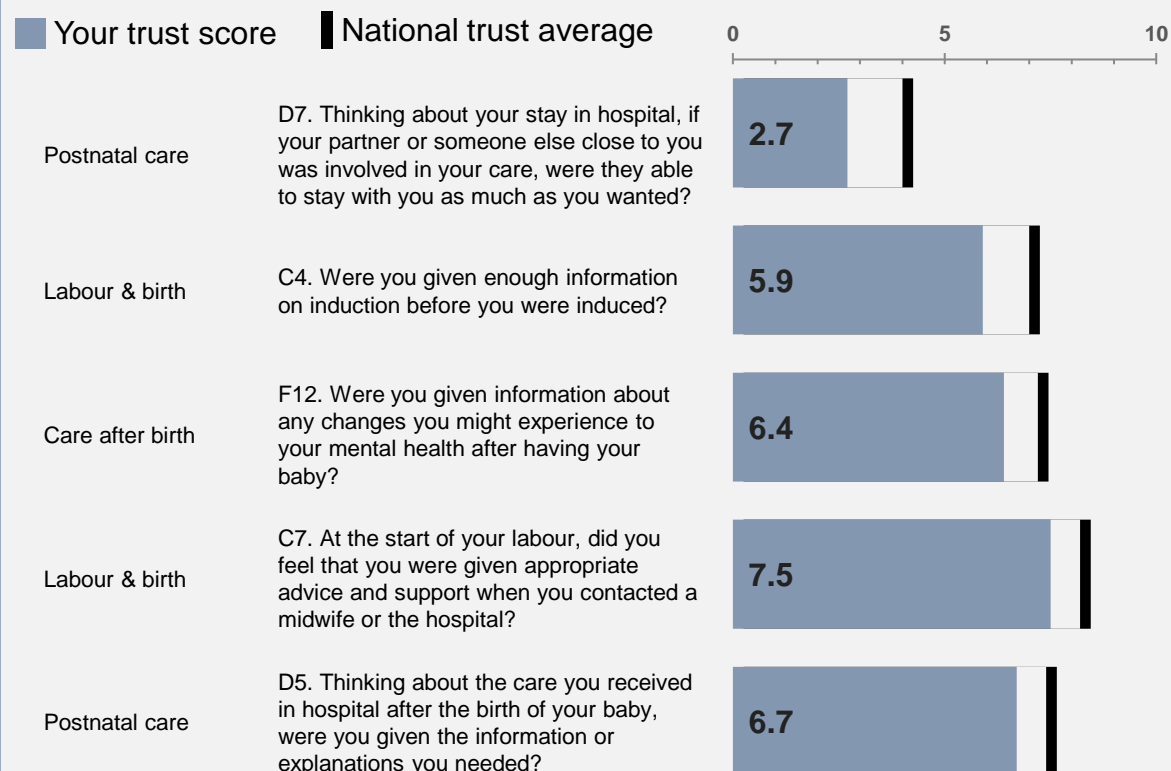 Your trust score
National trust average
0 5 10
D7. Thinking about your stay in hospital, if
your partner or someone else close to you
was involved in your care, were they able
to stay with you as much as you wanted?
Postnatal care
2.7
C4. Were you given enough information
on induction before you were induced?
Labour & birth
5.9
F12. Were you given information about
any changes you might experience to
your mental health after having your
baby?
Care after birth
6.4
C7. At the start of your labour, did you
feel that you were given appropriate
advice and support when you contacted a
midwife or the hospital?
Labour & birth
7.5
D5. Thinking about the care you received
in hospital after the birth of your baby,
were you given the information or
explanations you needed?
Postnatal care
6.7